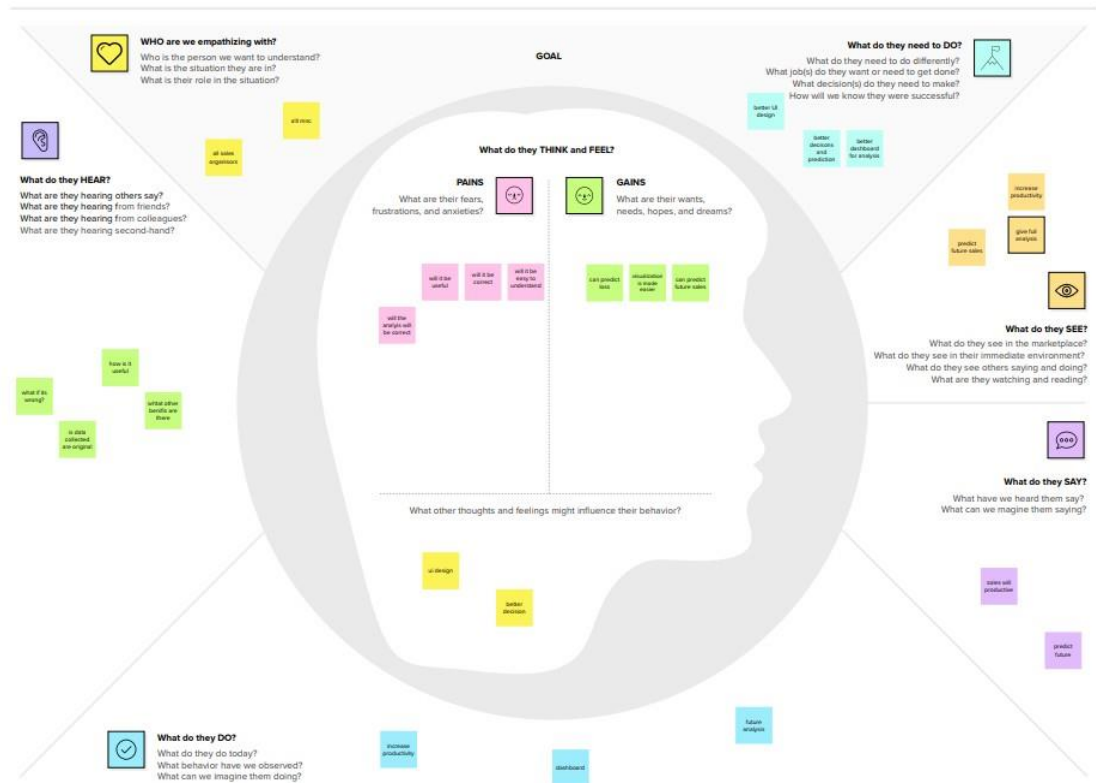 WHO are we empathizing with?
Who is the person we want to understand?
What is the situation they are in?
What is their role in the situation?
all sales
organisors
GOAL
What do they need to DO?
What do they need to do differently?
What job(s) do they want or need to get done?
What decision(s) do they need to make?
How will we know they were successful?
better UI
design
better
decisons
and
prediction
better
dashboard
for analysis
What do they HEAR?
What are they hearing others say?
What are they hearing from friends?
What are they hearing from colleagues?
What are they hearing second-hand?
how is it
useful
what if its
wrong?
whtat other
benifis are
there
is data
collected
are original
What do they THINK and FEEL?
PAINS
What are their fears,
frustrations, and anxieties?
will it be
useful
will it be
correct
will it be
easy to
understand
will the
analyis will
be correct
GAINS
What are their wants,
needs, hopes, and dreams?
can predict
loss
visualization
is made
easier
can predict
future sales
What other thoughts and feelings might influence their behavior?
ui design
better
decision
increase
productivity
give full
analysis
predict
future sales
What do they SEE?
What do they see in the marketplace?
What do they see in their immediate environment?
What do they see others saying and doing?
What are they watching and reading?
What do they SAY?
What have we heard them say?
What can we magine them saying?
sales will
productive
predict
future
What do they DO?
What do they do today?
What behavior have we observed?
What can we imagine them doing?
increase
productivity
dashboard
future
analysis